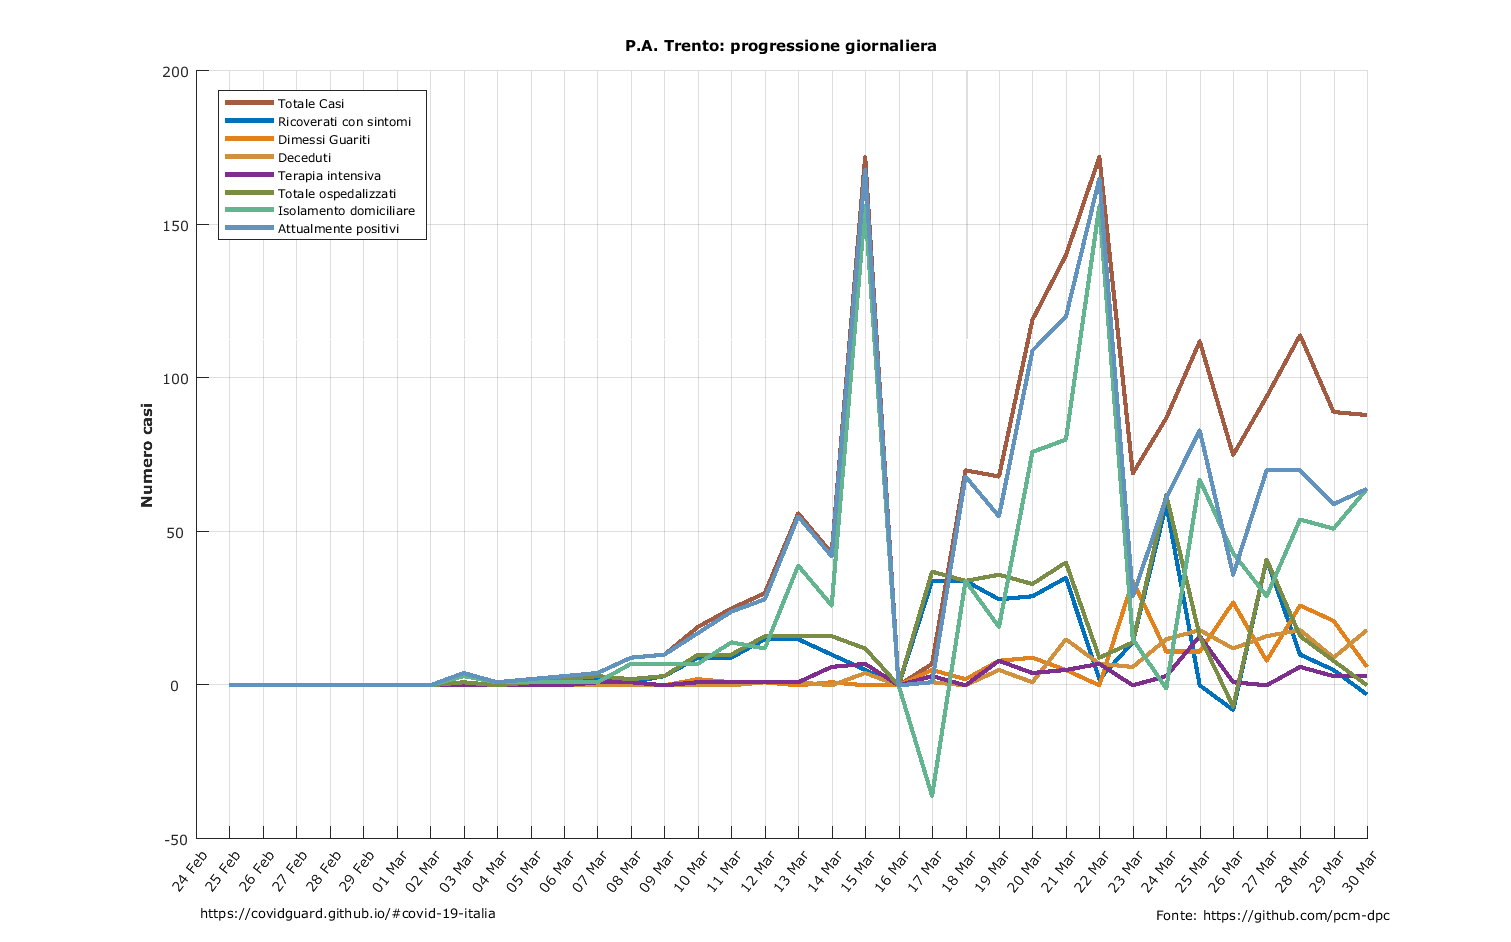 P.A. Trento: progressione giornaliera
200
150
100
50
0
-50
Numero casi
Totale Casi
Ricoverati con sintomi
Dimessi Guariti
Deceduti
Terapia intensiva
Totale ospedalizzati
Isolamento domiciliare
Attualmente positivi
24 Feb
25 Feb
26 Feb
27 Feb
28 Feb
29 Feb
01 Mar
02 Mar
03 Mar
04 Mar
05 Mar
06 Mar
07 Mar
08 Mar
09 Mar
10 Mar
11 Mar
12 Mar
13 Mar
14 Mar
15 Mar
16 Mar
17 Mar
18 Mar
19 Mar
20 Mar
21 Mar
22 Mar
23 Mar
24 Mar
25 Mar
26 Mar
27 Mar
28 Mar
29 Mar
30 Mar
https://covidguard.github.io/#covid-19-italia
Fonte: https://github.com/pcm-dpc